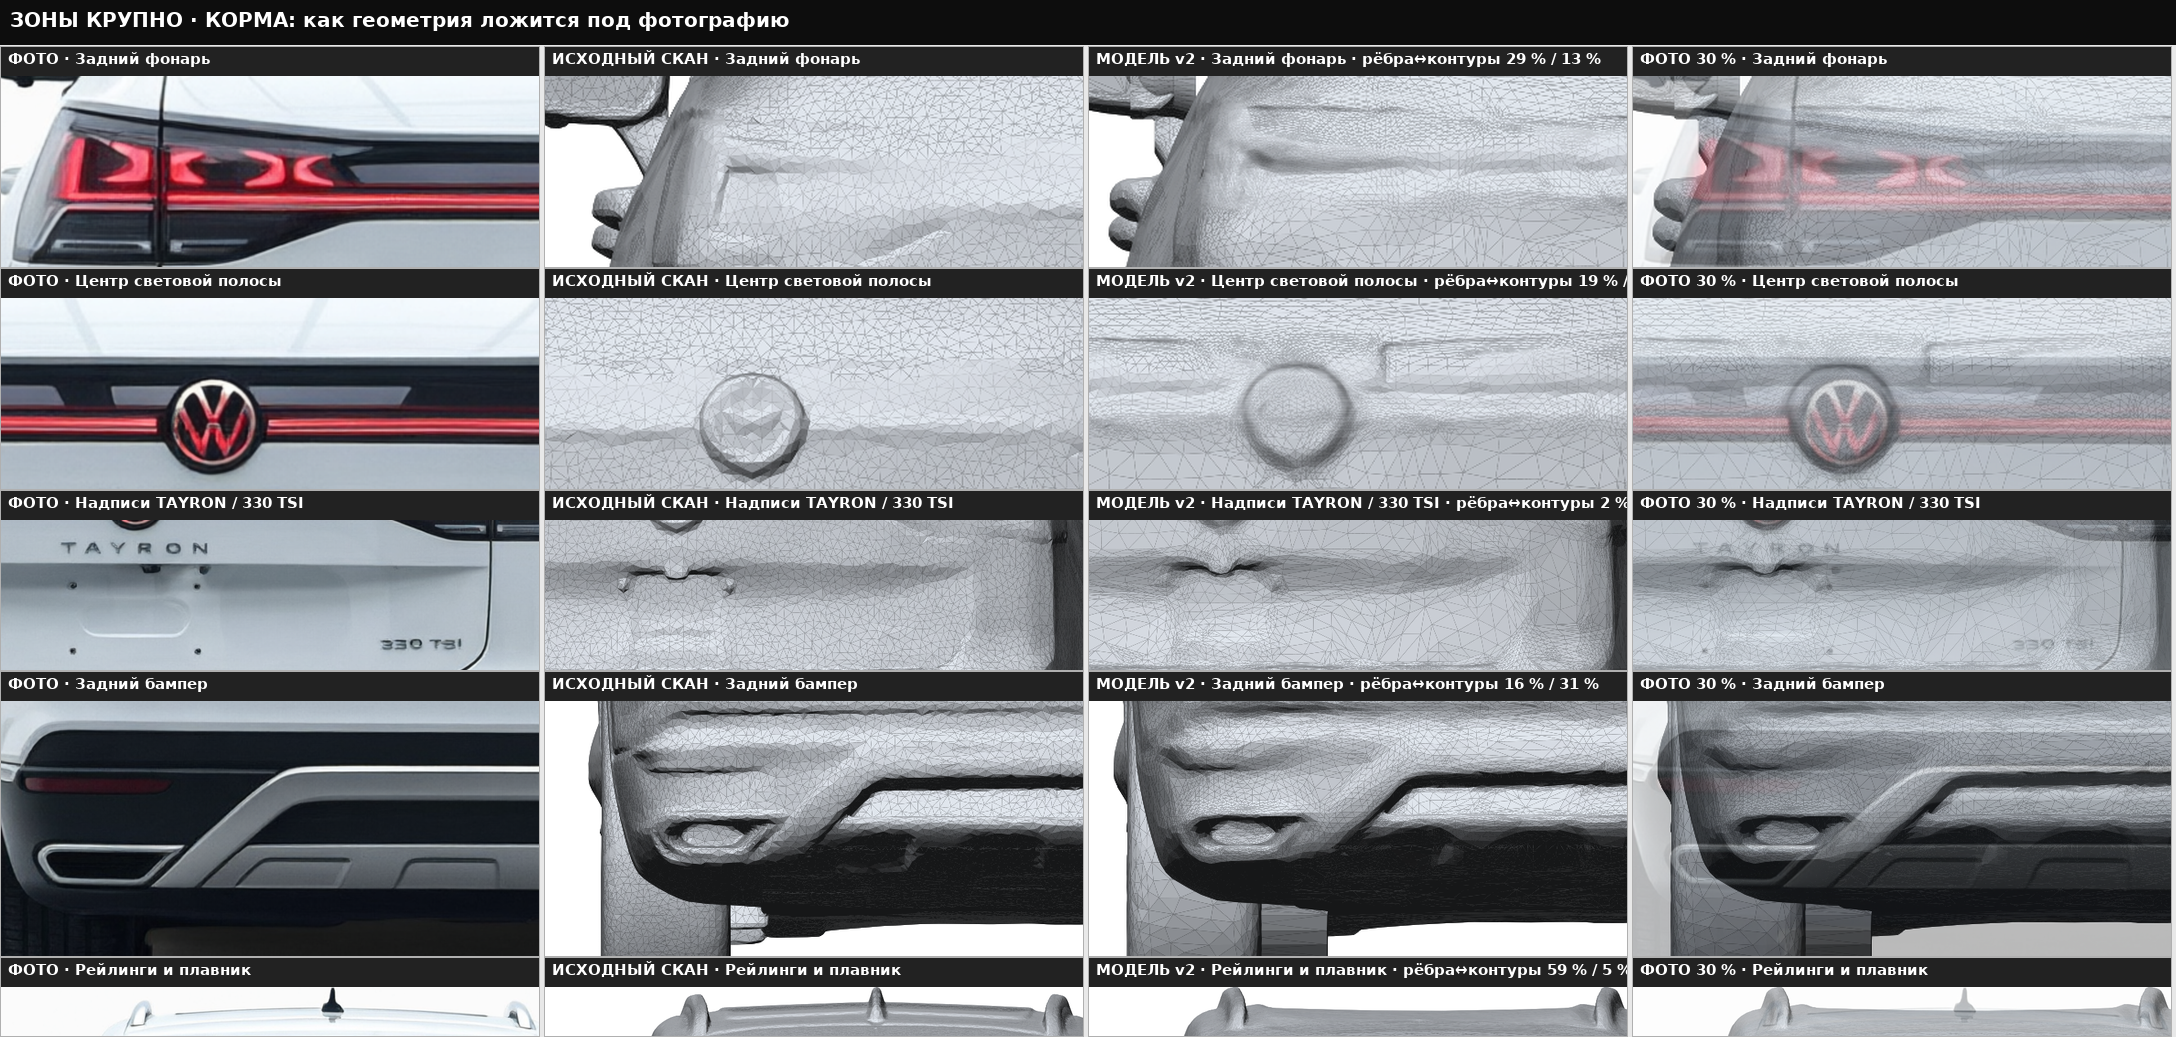 ЗОНЫ КРУПНО · КОРМА: как геометрия ложится под фотографию
ФОТО · Задний фонарь
ИСХОДНЫЙ СКАН · Задний фонарь
МОДЕЛЬ v2 · Задний фонарь · рёбра↔контуры 29 % / 13 %
ФОТО 30 % · Задний фонарь
ФОТО · Центр световой полосы
ИСХОДНЫЙ СКАН · Центр световой полосы
МОДЕЛЬ v2 · Центр световой полосы · рёбра↔контуры 19 % /
ФОТО 30 % · Центр световой полосы
ФОТО · Надписи TAYRON / 330 TSI
ИСХОДНЫЙ СКАН · Надписи TAYRON / 330 TSI
МОДЕЛЬ v2 · Надписи TAYRON / 330 TSI · рёбра↔контуры 2 %
ФОТО 30 % · Надписи TAYRON / 330 TSI
TAYRON
330 TSI
TAYRON
330 TSI
ФОТО · Задний бампер
ИСХОДНЫЙ СКАН · Задний бампер
МОДЕЛЬ v2 · Задний бампер · рёбра↔контуры 16 % / 31 %
ФОТО 30 % · Задний бампер
ФОТО · Рейлинги и плавник
ИСХОДНЫЙ СКАН · Рейлинги и плавник
МОДЕЛЬ v2 · Рейлинги и плавник · рёбра↔контуры 59 % / 5 %
ФОТО 30 % · Рейлинги и плавник